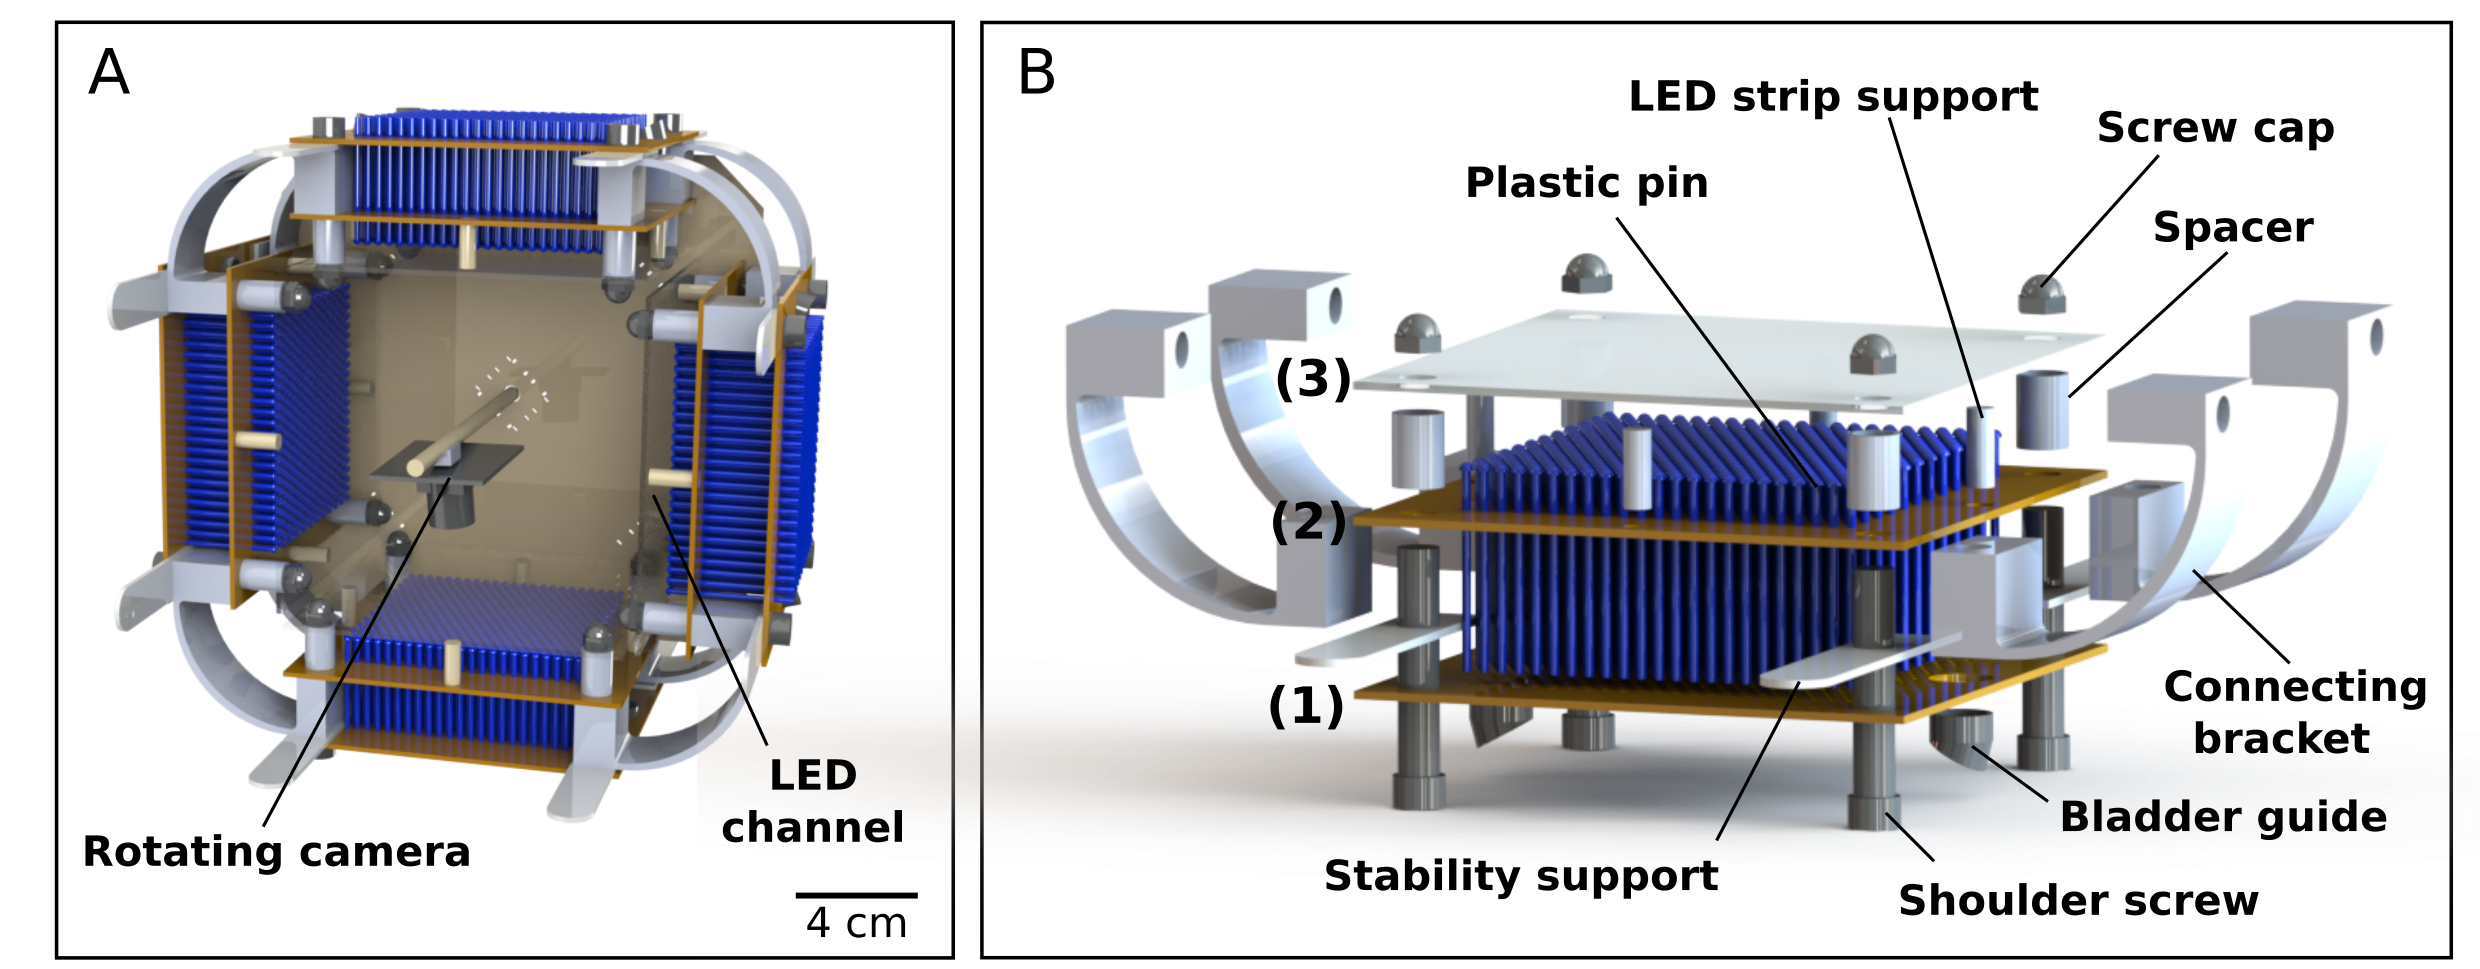 A
Rotating camera
LED
channel
4 cm
B
LED strip support
Screw cap
Plastic pin
Spacer
(3)
(2)
(1)
Connecting
bracket
Bladder guide
Stability support
Shoulder screw